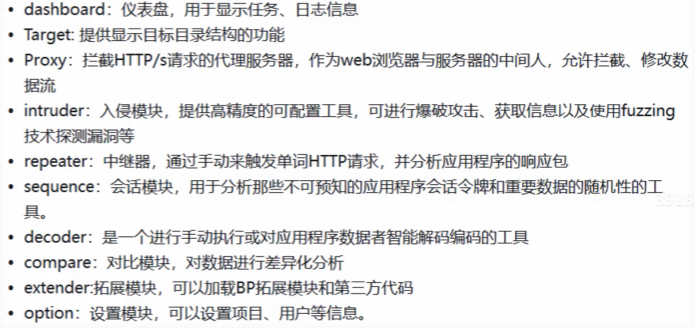 • dashboard：仪表盘，用于显示任务、日志信息
• Target: 提供显示目标目录结构的功能
• Proxy：拦截HTTP/s请求的代理服务器，作为web浏览器与服务器的中间人，允许拦截、修改数
据流
• intruder：入侵模块，提供高精度的可配置工具，可进行爆破攻击、获取信息以及使用fuzzing
技术探测漏洞等
• repeater：中继器，通过手动来触发单词HTTP请求，并分析应用程序的响应包
• sequence：会话模块，用于分析那些不可预知的应用程序会话令牌和重要数据的随机性的工
具。
• decoder：是一个进行手动执行或对应用程序数据者智能解码编码的工具
• compare：对比模块，对数据进行差异化分析
• extender:拓展模块，可以加载BP拓展模块和第三方代码
• option：设置模块，可以设置项目、用户等信息。